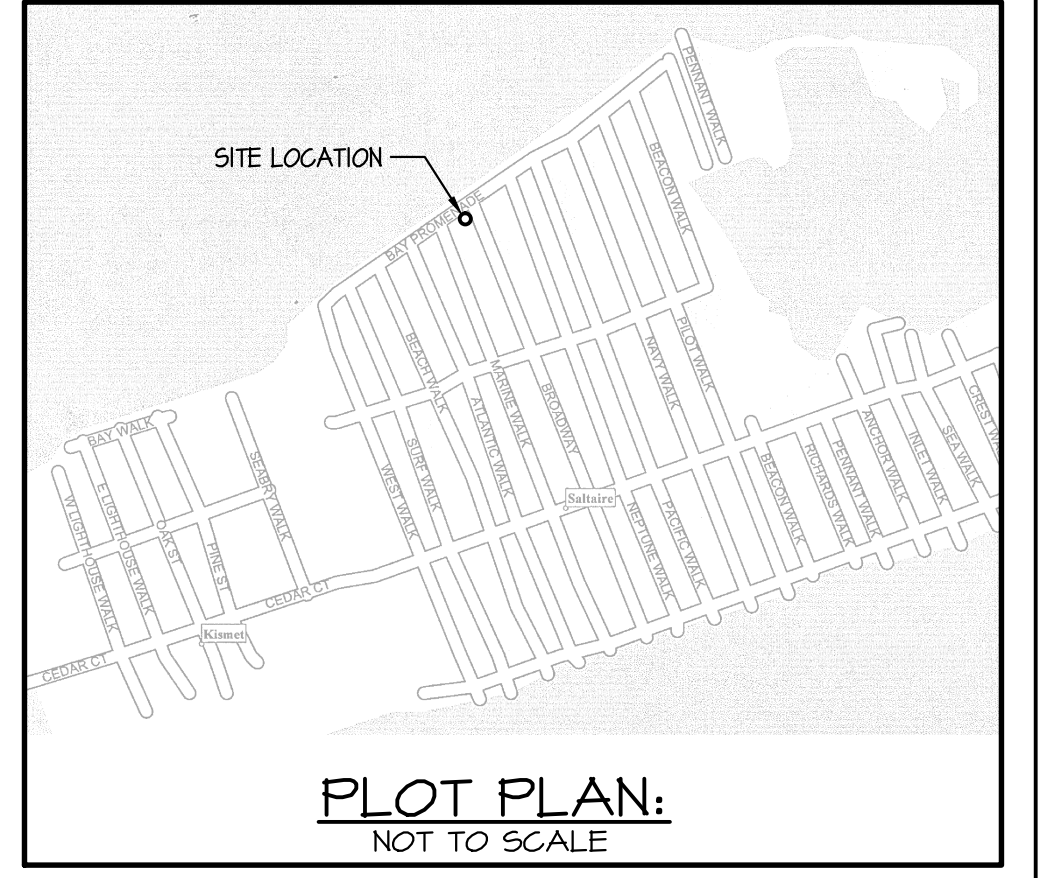 PENNANT WALK
BEACON WALK
SITE LOCATION
BAY PROMENADE
BEACH WALK
ATLANTIC WALK
MARINE WALK
BROADWAY
NAVY WALK
PILOT WALK
BAY WALK
W LIGHTHOUSE WALK
E LIGHTHOUSE WALK
OAK ST
PINE ST
SEABRY WALK
WEST WALK
SURF WALK
Saltaire
NEPTUNE WALK
PACIFIC WALK
BEACON WALK
RICHARDS WALK
PENNANT WALK
ANCHOR WALK
INLET WALK
SEA WALK
CREST WA
CEDAR CT
Kismet
CEDAR CT
PLOT PLAN:
NOT TO SCALE